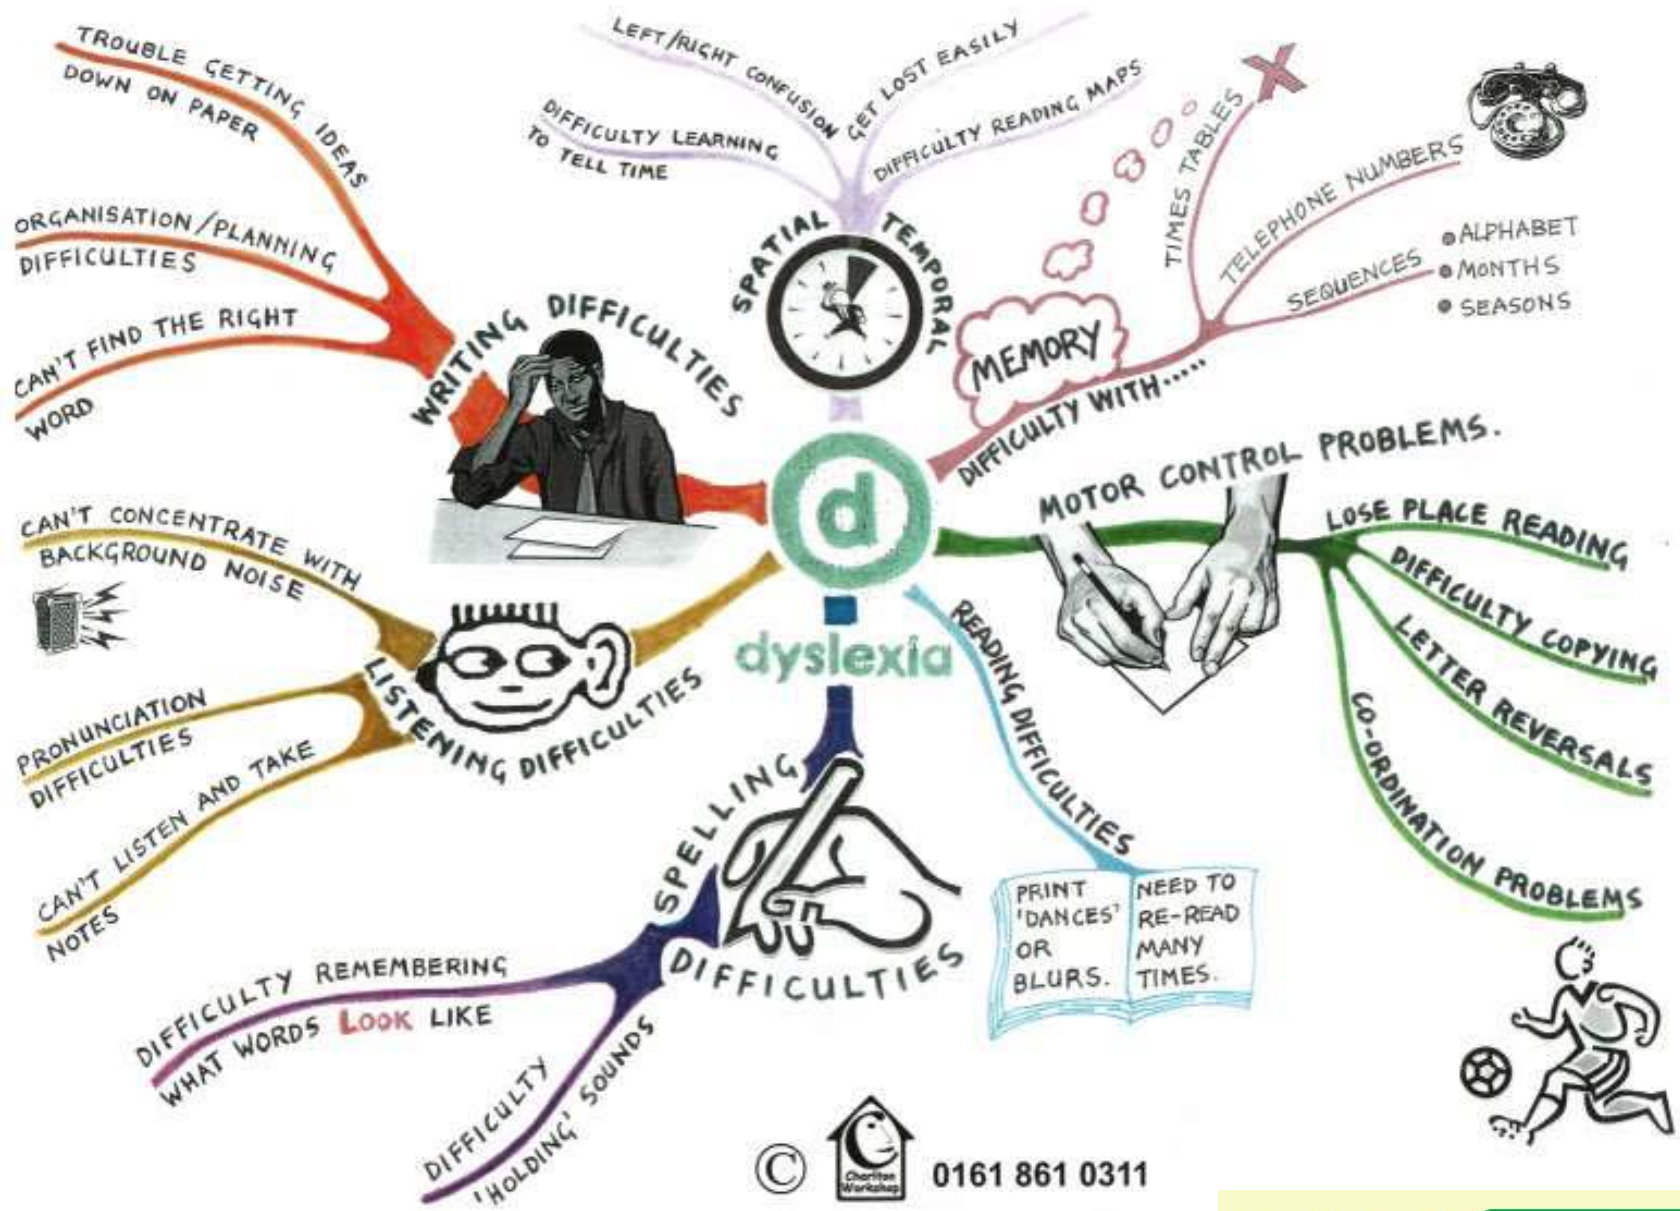 TROUBLE GETTING IDEAS
DOWN ON PAPER
ORGANISATION/PLANNING
DIFFICULTIES
CAN'T FIND THE RIGHT
WORD
WRITING DIFFICULTIES
LEFT/RIGHT CONFUSION
GET LOST EASILY
DIFFICULTY LEARNING
TO TELL TIME
DIFFICULTY READING MAPS
SPATIAL
TEMPORAL
MEMORY
DIFFICULTY WITH.....
TIMES TABLES
X
TELEPHONE NUMBERS
SEQUENCES
ALPHABET
MONTHS
SEASONS
MOTOR CONTROL PROBLEMS.
LOSE PLACE READING
DIFFICULTY COPYING
LETTER REVERSALS
CO-ORDINATION PROBLEMS
d
dyslexia
CAN'T CONCENTRATE WITH
BACKGROUND NOISE
PRONUNCIATION
DIFFICULTIES
CAN'T LISTEN AND TAKE
NOTES
LISTENING DIFFICULTIES
READING DIFFICULTIES
PRINT
'DANCES'
OR
BLURS.
NEED TO
RE-READ
MANY
TIMES.
SPELLING
DIFFICULTIES
DIFFICULTY REMEMBERING
WHAT WORDS LOOK LIKE
DIFFICULTY
'HOLDING' SOUNDS
©
Chorlton
Workshop
0161 861 0311